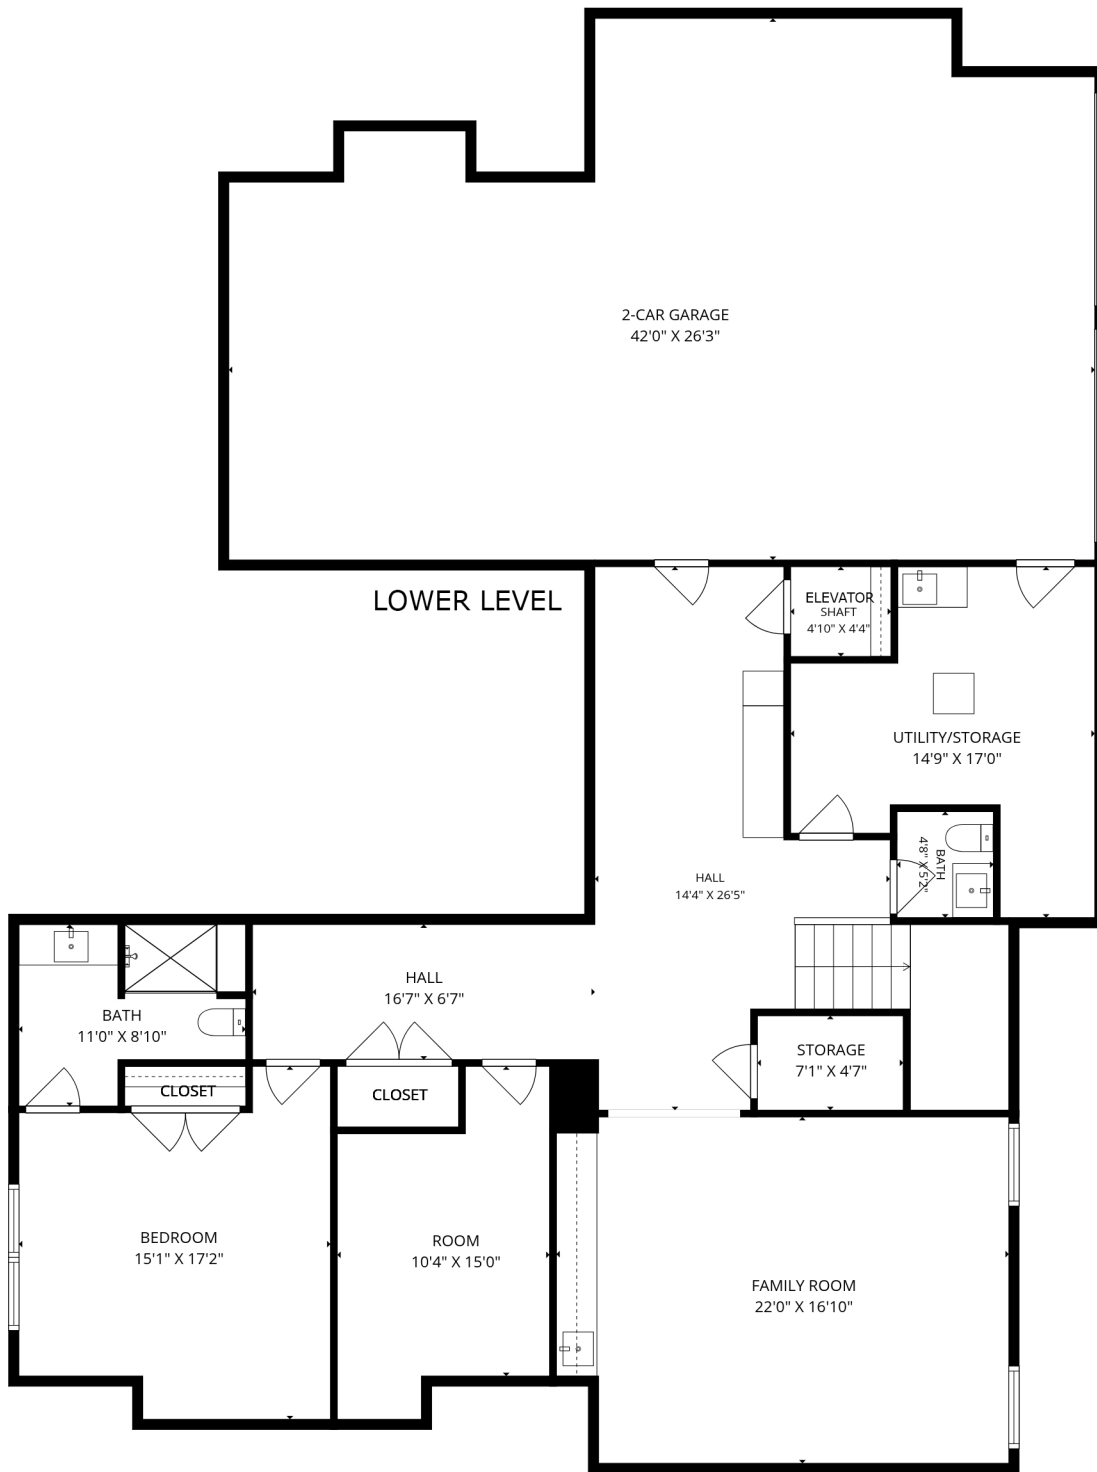 2-CAR GARAGE
42'0" X 26'3"
LOWER LEVEL
ELEVATOR
SHAFT
4'10" X 4'4"
UTILITY/STORAGE
14'9" X 17'0"
BATH
4'8" X 5'2"
HALL
14'4" X 26'5"
HALL
16'7" X 6'7"
BATH
11'0" X 8'10"
STORAGE
7'1" X 4'7"
CLOSET
CLOSET
BEDROOM
15'1" X 17'2"
ROOM
10'4" X 15'0"
FAMILY ROOM
22'0" X 16'10"